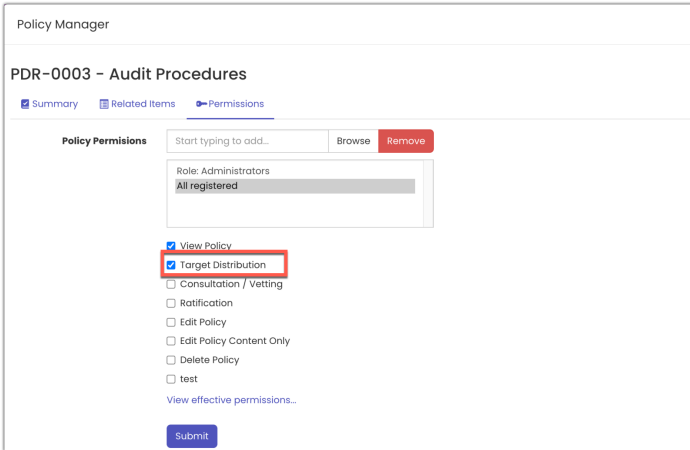 Policy Manager
PDR-0003 - Audit Procedures
Summary Related Items Permissions
Policy Permisions Start typing to add... Browse Remove
Role: Administrators
All registered
View Policy
Target Distribution
Consultation / Vetting
Ratification
Edit Policy
Edit Policy Content Only
Delete Policy
test
View effective permissions...
Submit